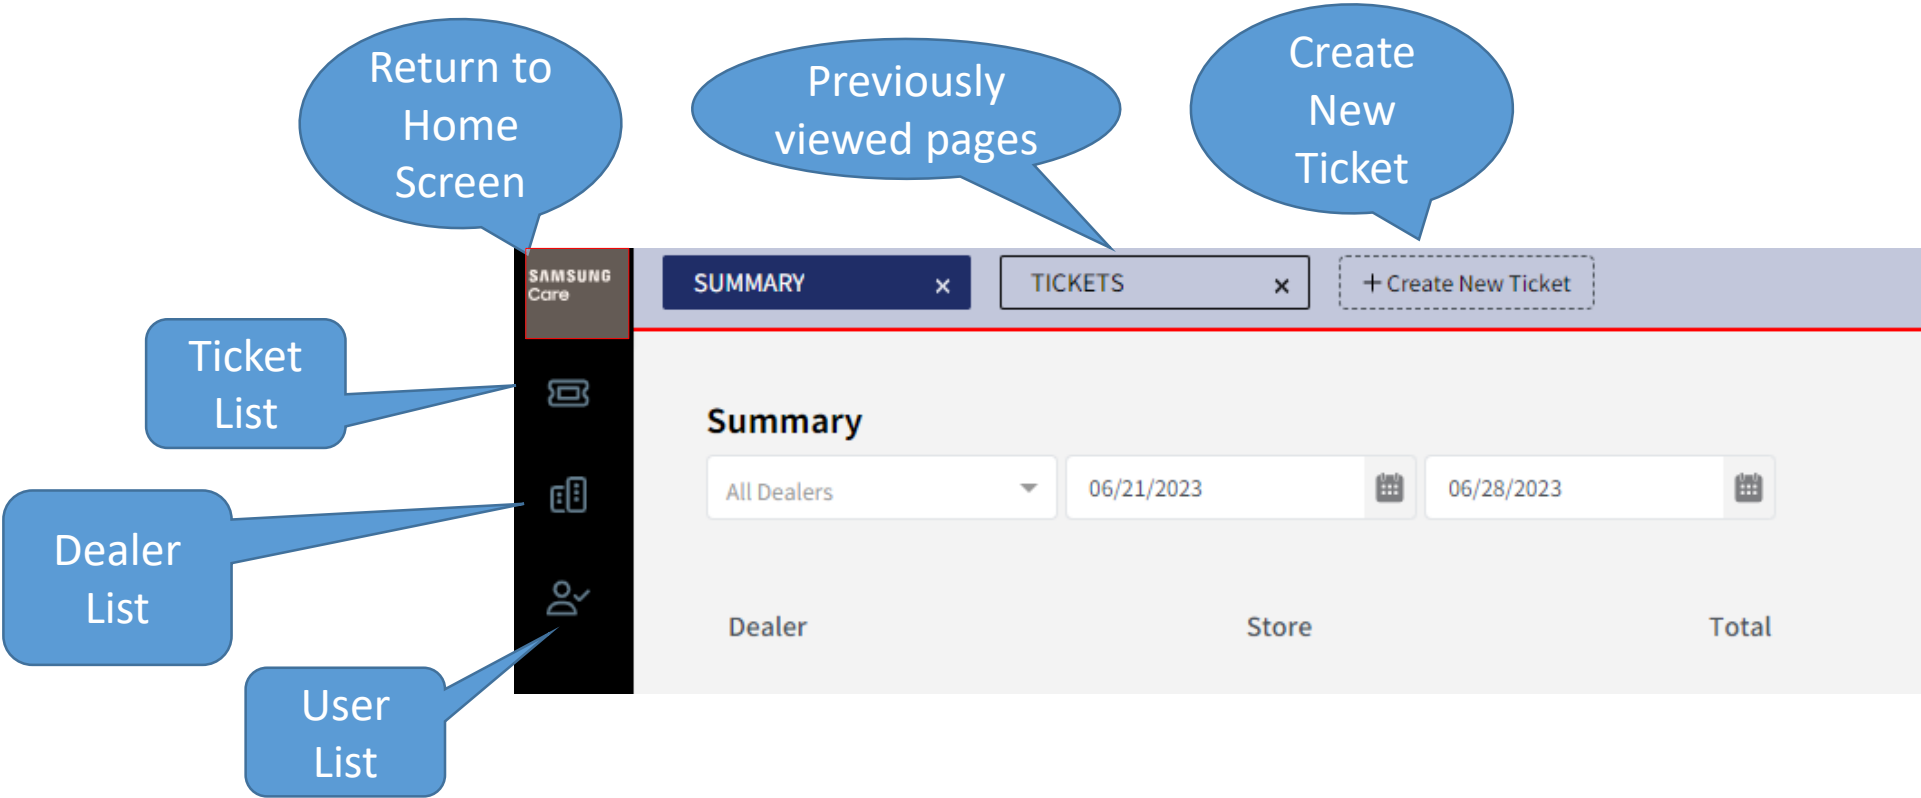 Return to
Home
Screen
Previously
viewed pages
Create
New
Ticket
SAMSUNG
Care
SUMMARY ×
TICKETS ×
+ Create New Ticket
Ticket
List
Summary
All Dealers
06/21/2023
06/28/2023
Dealer
List
Dealer
Store
Total
User
List